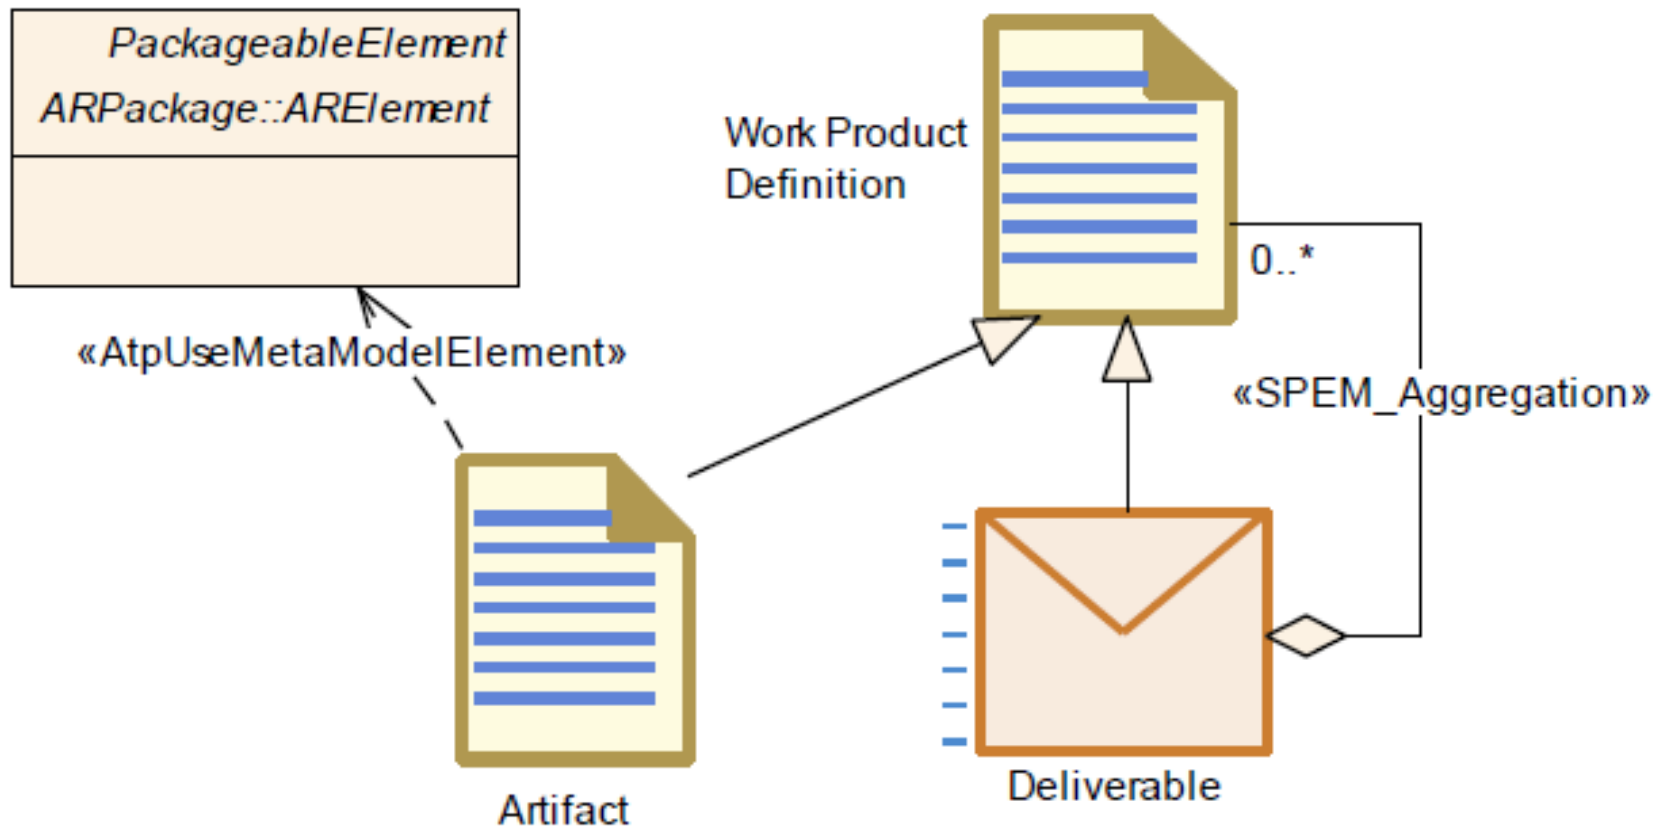 PackageableElement
ARPackage::ARElement
Work Product
Definition
0..*
«AtpUseMetaModelElement»
«SPEM_Aggregation»
Artifact
Deliverable